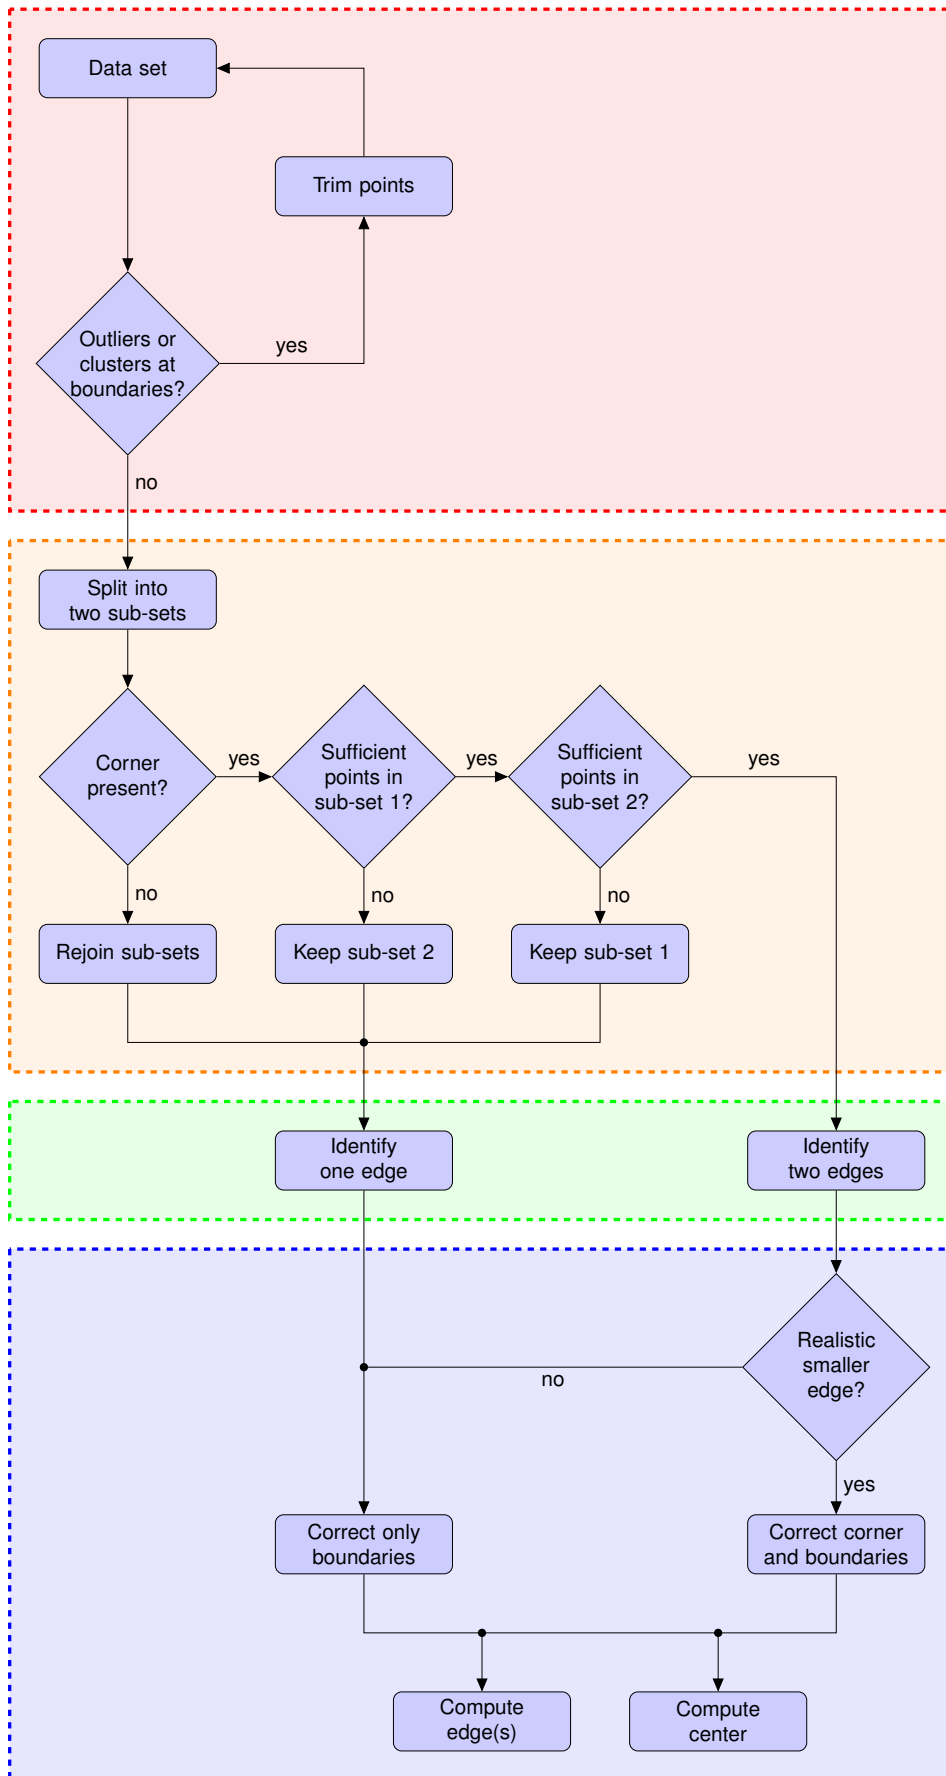 Data set
Trim points
Outliers or
clusters at
boundaries?
yes
no
Split into
two sub-sets
Corner
present?
yes
Sufficient
points in
sub-set 1?
yes
Sufficient
points in
sub-set 2?
yes
no
no
no
Rejoin sub-sets
Keep sub-set 2
Keep sub-set 1
Identify
one edge
Identify
two edges
Realistic
smaller
edge?
no
yes
Correct only
boundaries
Correct corner
and boundaries
Compute
edge(s)
Compute
center